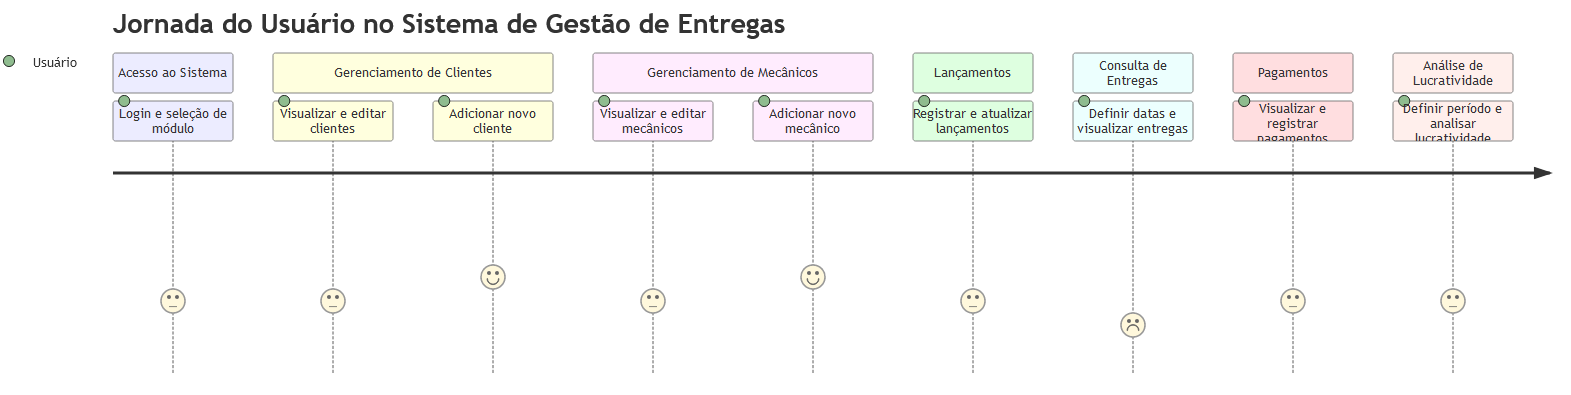 Jornada do Usuário no Sistema de Gestão de Entregas
Usuário
Acesso ao Sistema
Gerenciamento de Clientes
Gerenciamento de Mecânicos
Lançamentos
Consulta de
Entregas
Pagamentos
Análise de
Lucratividade
Login e seleção de
módulo
Visualizar e editar
clientes
Adicionar novo
cliente
Visualizar e editar
mecânicos
Adicionar novo
mecânico
Registrar e atualizar
lançamentos
Definir datas e
visualizar entregas
Visualizar e
registrar
pagamentos
Definir período e
analisar
lucratividade